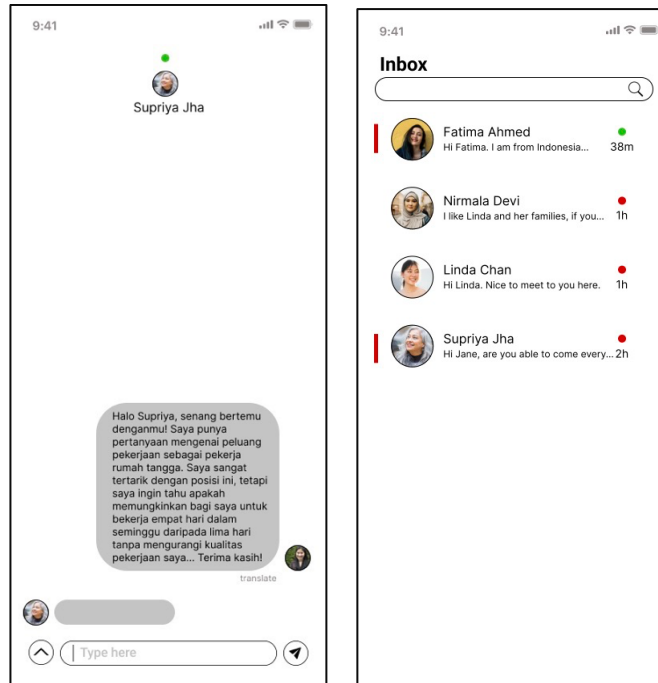 9:41
Supriya Jha
Halo Supriya, senang bertemu
denganmu! Saya punya
pertanyaan mengenai peluang
pekerjaan sebagai pekerja
rumah tangga. Saya sangat
tertarik dengan posisi ini, tetapi
saya ingin tahu apakah
memungkinkan bagi saya untuk
bekerja empat hari dalam
seminggu daripada lima hari
tanpa mengurangi kualitas
pekerjaan saya... Terima kasih!
translate
Type here
9:41
Inbox
Fatima Ahmed
Hi Fatima. I am from Indonesia... 38m
Nirmala Devi
I like Linda and her families, if you... 1h
Linda Chan
Hi Linda. Nice to meet to you here. 1h
Supriya Jha
Hi Jane, are you able to come every... 2h